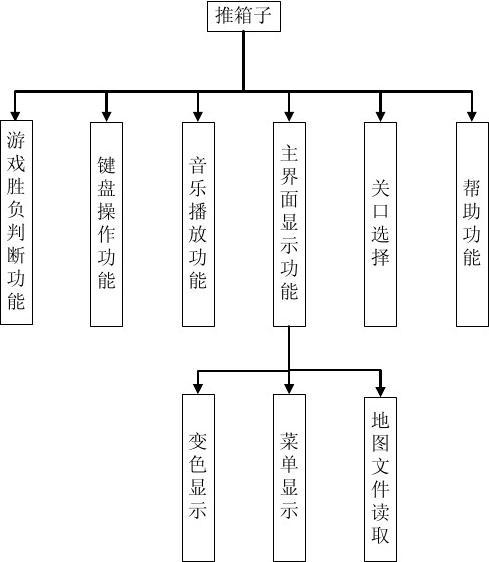 推箱子
游戏胜负判断功能
键盘操作功能
音乐播放功能
主界面显示功能
关口选择
帮助功能
变色显示
菜单显示
地图文件读取